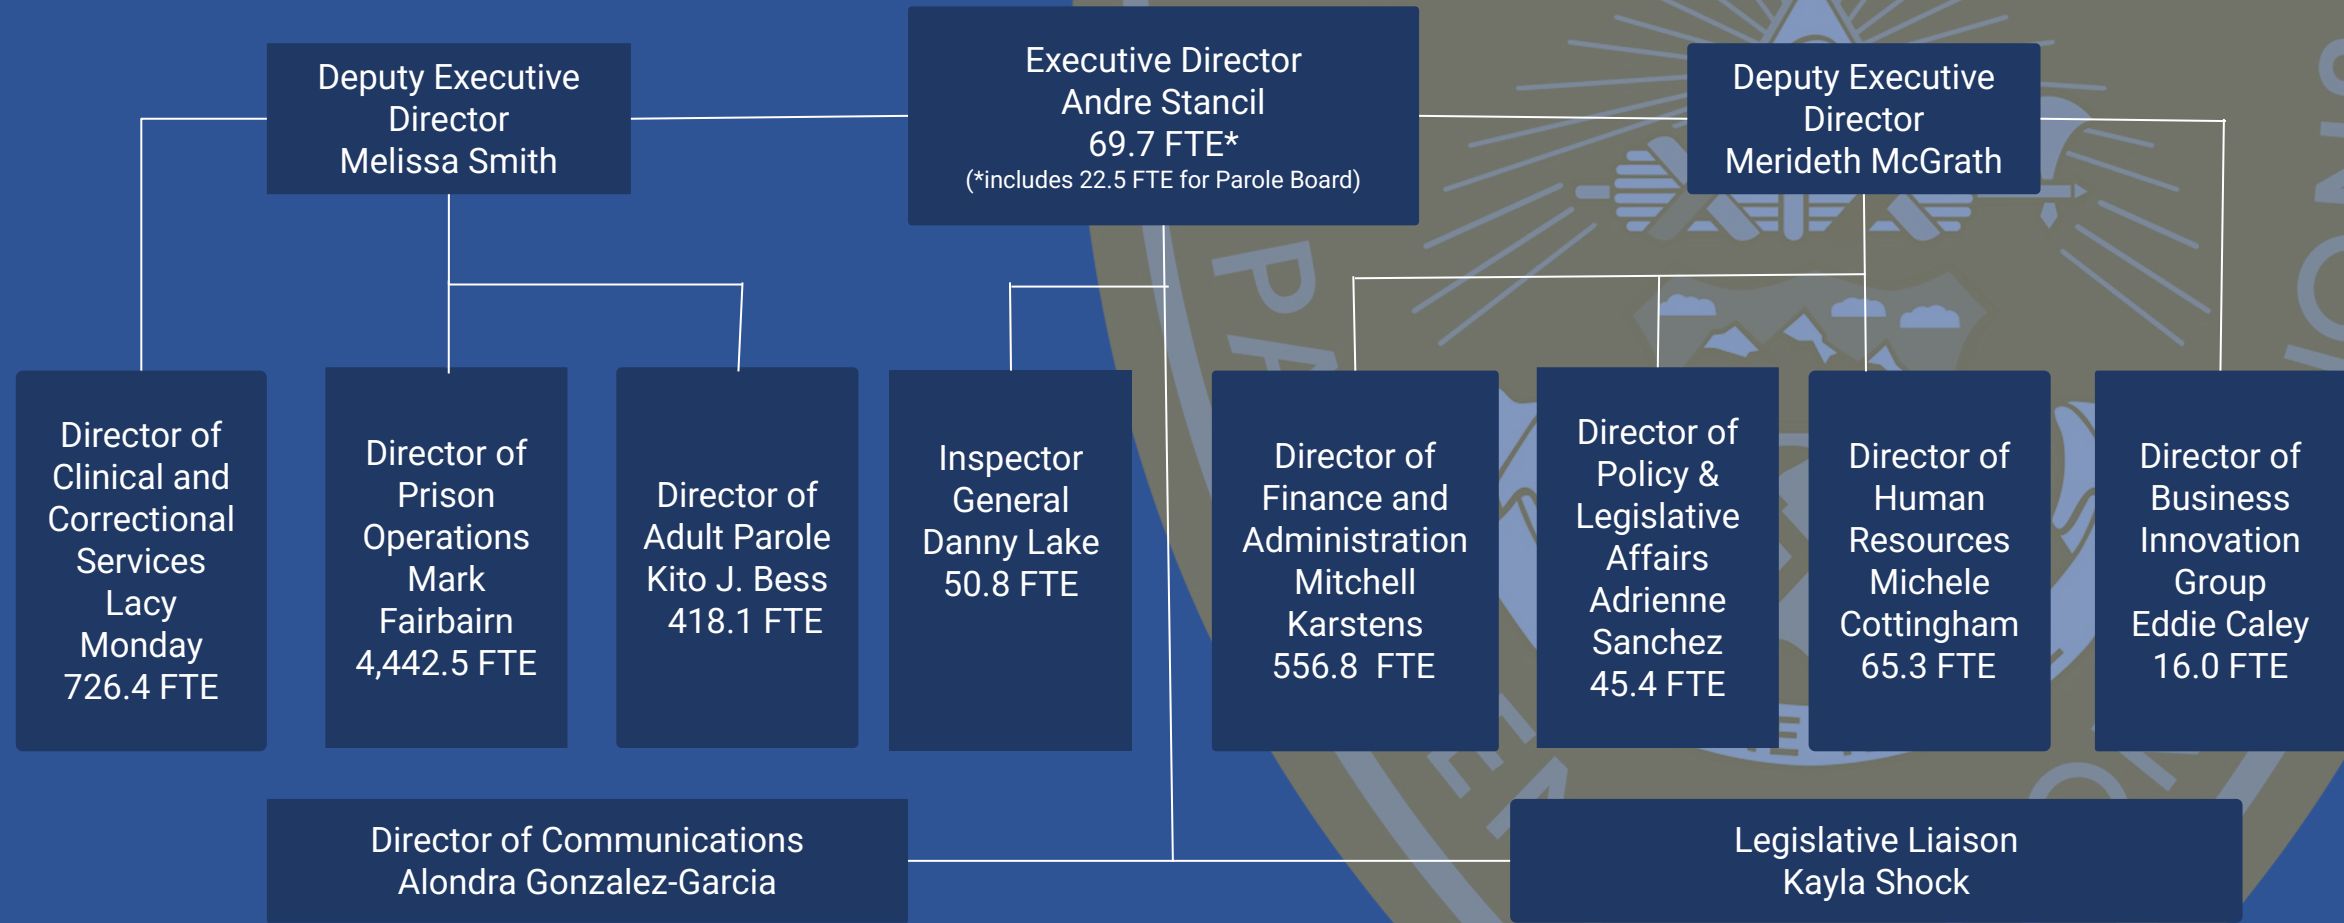 Deputy Executive
Director
Melissa Smith
Executive Director
Andre Stancil
69.7 FTE*
(*includes 22.5 FTE for Parole Board)
Deputy Executive
Director
Merideth McGrath
Director of
Clinical and
Correctional
Services
Lacy
Monday
726.4 FTE
Director of
Prison
Operations
Mark
Fairbairn
4,442.5 FTE
Director of
Adult Parole
Kito J. Bess
418.1 FTE
Inspector
General
Danny Lake
50.8 FTE
Director of
Finance and
Administration
Mitchell
Karstens
556.8 FTE
Director of
Policy &
Legislative
Affairs
Adrienne
Sanchez
45.4 FTE
Director of
Human
Resources
Michele
Cottingham
65.3 FTE
Director of
Business
Innovation
Group
Eddie Caley
16.0 FTE
Director of Communications
Alondra Gonzalez-Garcia
Legislative Liaison
Kayla Shock